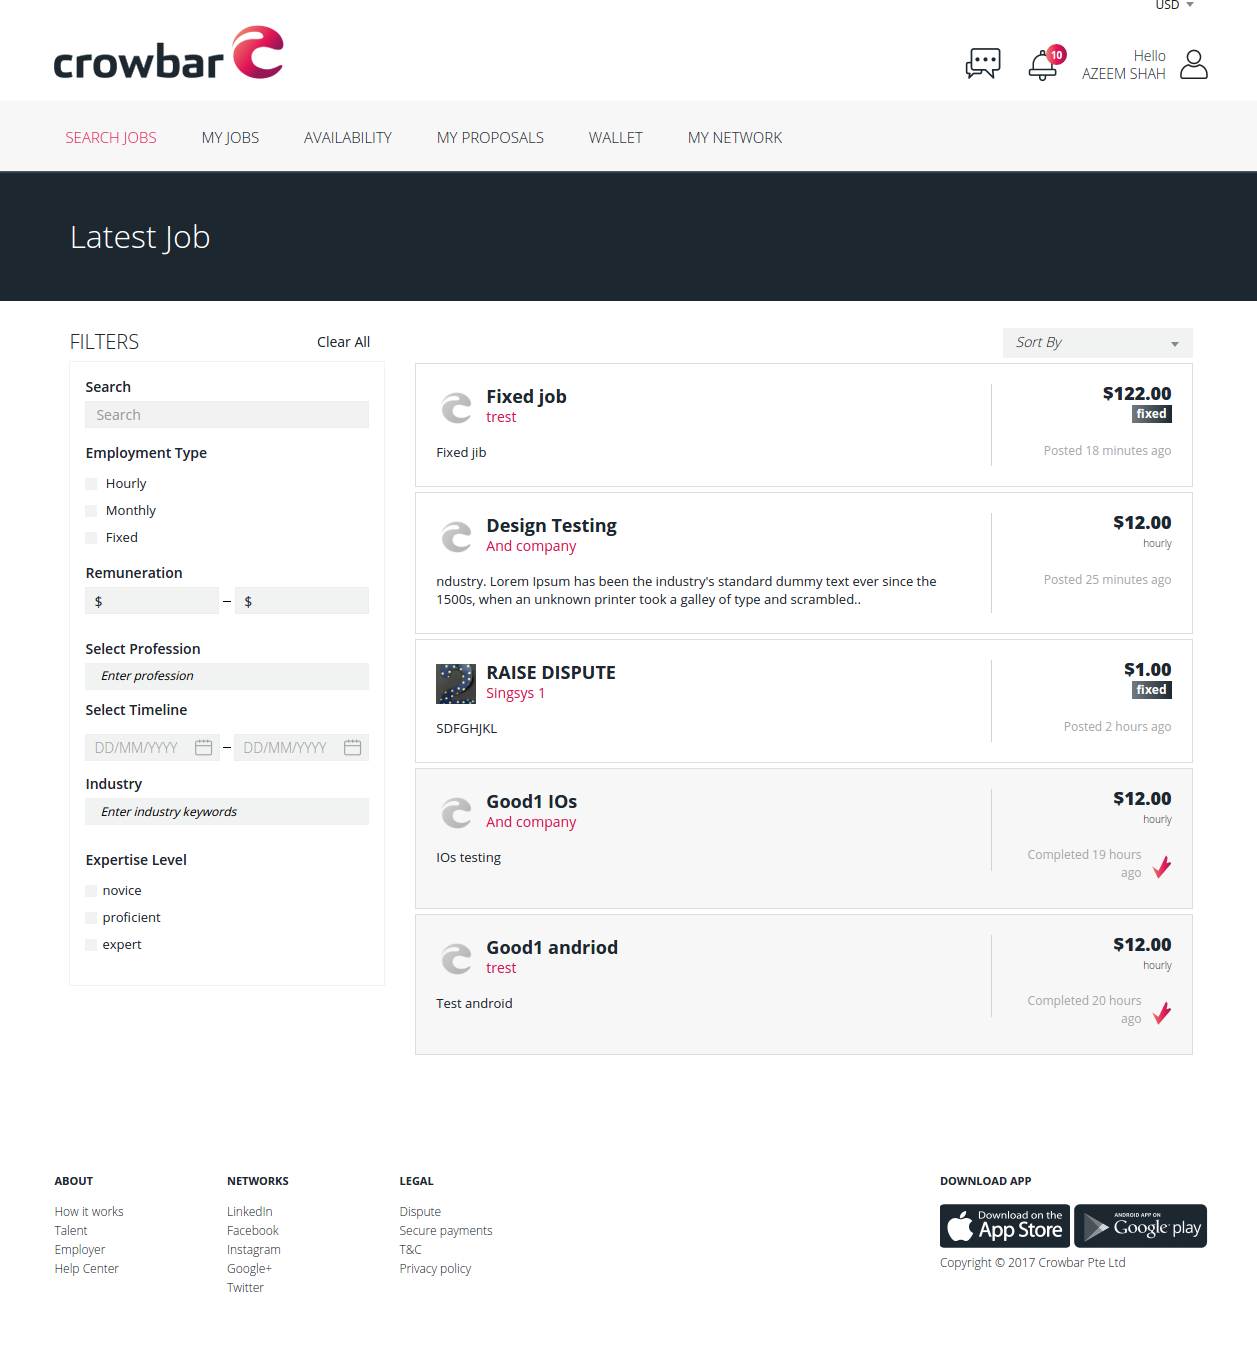 USD
crowbar
10
Hello
AZEEM SHAH
SEARCH JOBS
MY JOBS
AVAILABILITY
MY PROPOSALS
WALLET
MY NETWORK
Latest Job
FILTERS
Clear All
Search
Search
Employment Type
Hourly
Monthly
Fixed
Remuneration
$ – $
Select Profession
Enter profession
Select Timeline
DD/MM/YYYY – DD/MM/YYYY
Industry
Enter industry keywords
Expertise Level
novice
proficient
expert
Sort By
Fixed job
trest
Fixed jib
$122.00
fixed
Posted 18 minutes ago
Design Testing
And company
ndustry. Lorem Ipsum has been the industry's standard dummy text ever since the
1500s, when an unknown printer took a galley of type and scrambled..
$12.00
hourly
Posted 25 minutes ago
RAISE DISPUTE
Singsys 1
SDFGHJKL
$1.00
fixed
Posted 2 hours ago
Good1 IOs
And company
IOs testing
$12.00
hourly
Completed 19 hours
ago
Good1 andriod
trest
Test android
$12.00
hourly
Completed 20 hours
ago
ABOUT
How it works
Talent
Employer
Help Center
NETWORKS
LinkedIn
Facebook
Instagram
Google+
Twitter
LEGAL
Dispute
Secure payments
T&C
Privacy policy
DOWNLOAD APP
Download on the
App Store
ANDROID APP ON
Google play
Copyright © 2017 Crowbar Pte Ltd